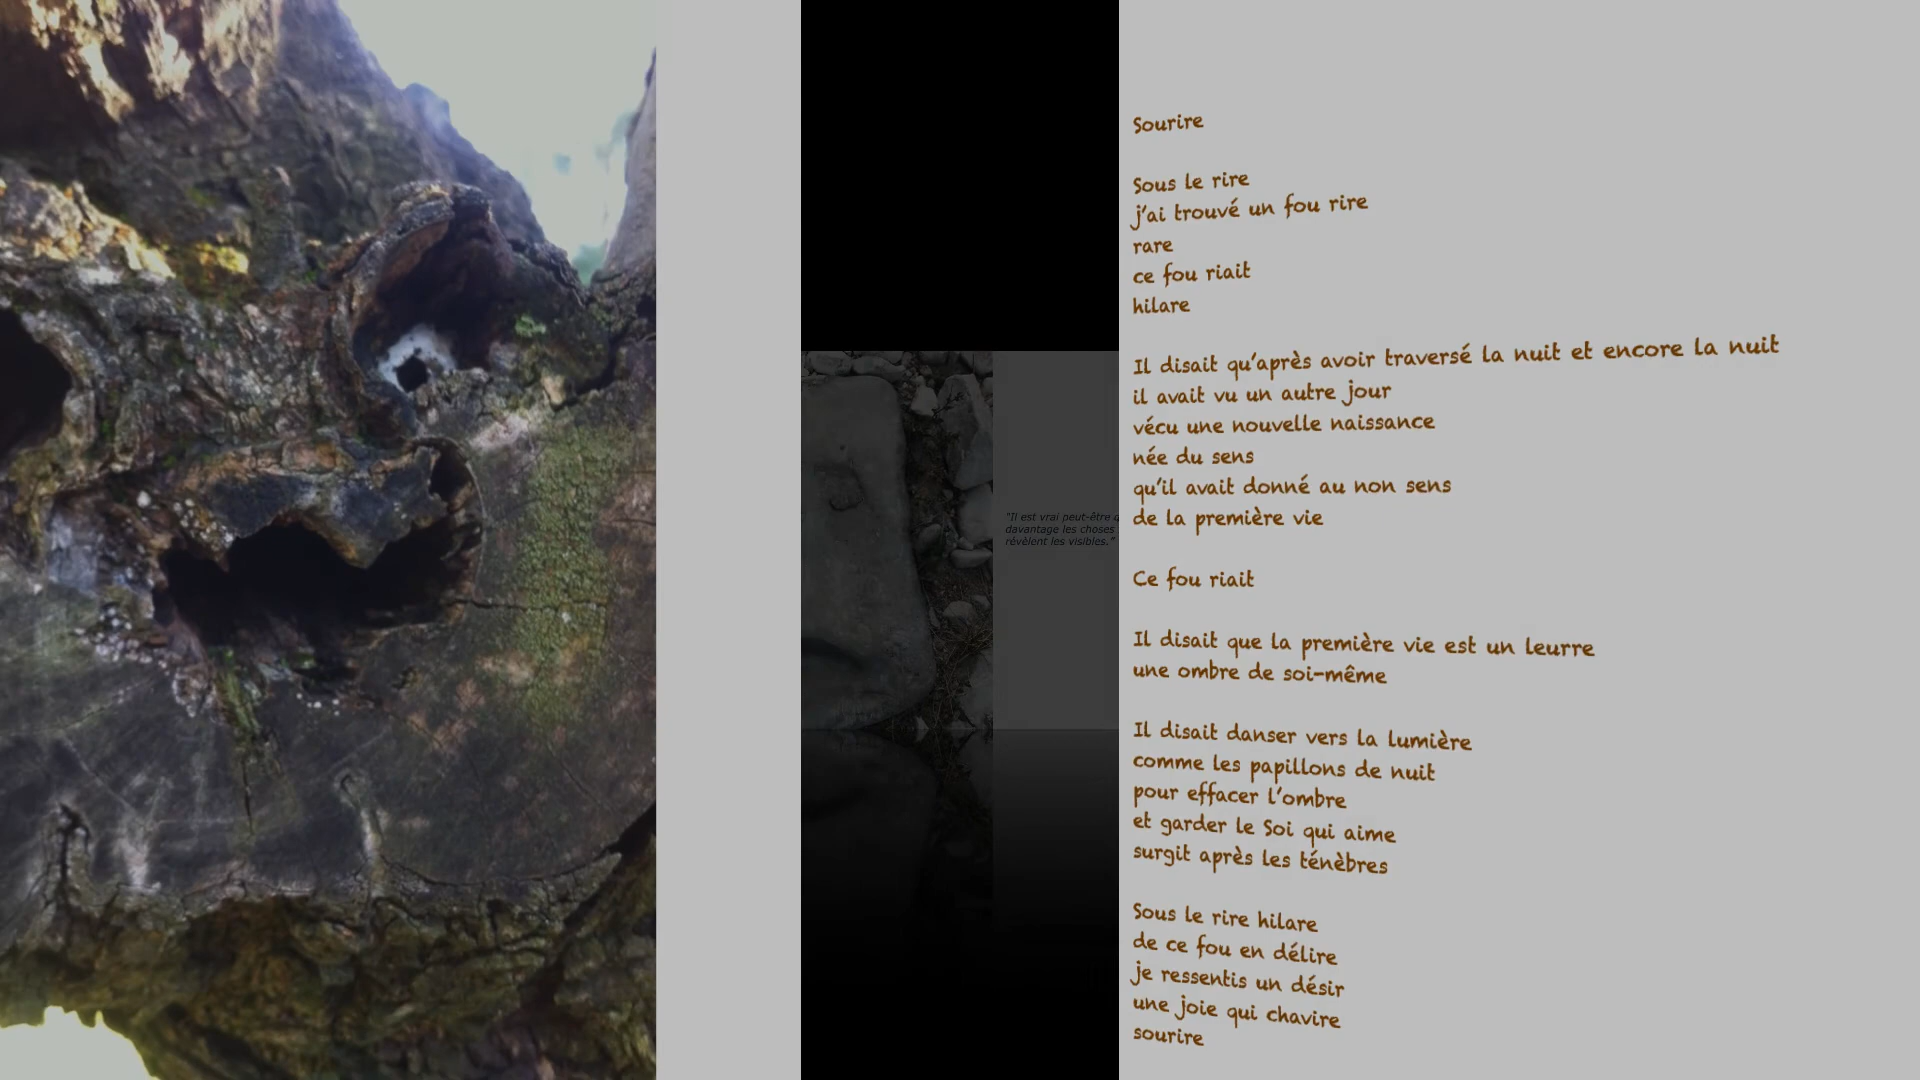 "Il est vrai peut-être
davantage les choses
révèlent les visibles."
Sourire
Sous le rire
j'ai trouvé un fou rire
rare
ce fou riait
hilare
Il disait qu'après avoir traversé la nuit et encore la nuit
il avait vu un autre jour
vécu une nouvelle naissance
née du sens
qu'il avait donné au non sens
de la première vie
Ce fou riait
Il disait que la première vie est un leurre
une ombre de soi-même
Il disait danser vers la lumière
comme les papillons de nuit
pour effacer l'ombre
et garder le Soi qui aime
surgit après les ténèbres
Sous le rire hilare
de ce fou en délire
je ressentis un désir
une joie qui chavire
sourire